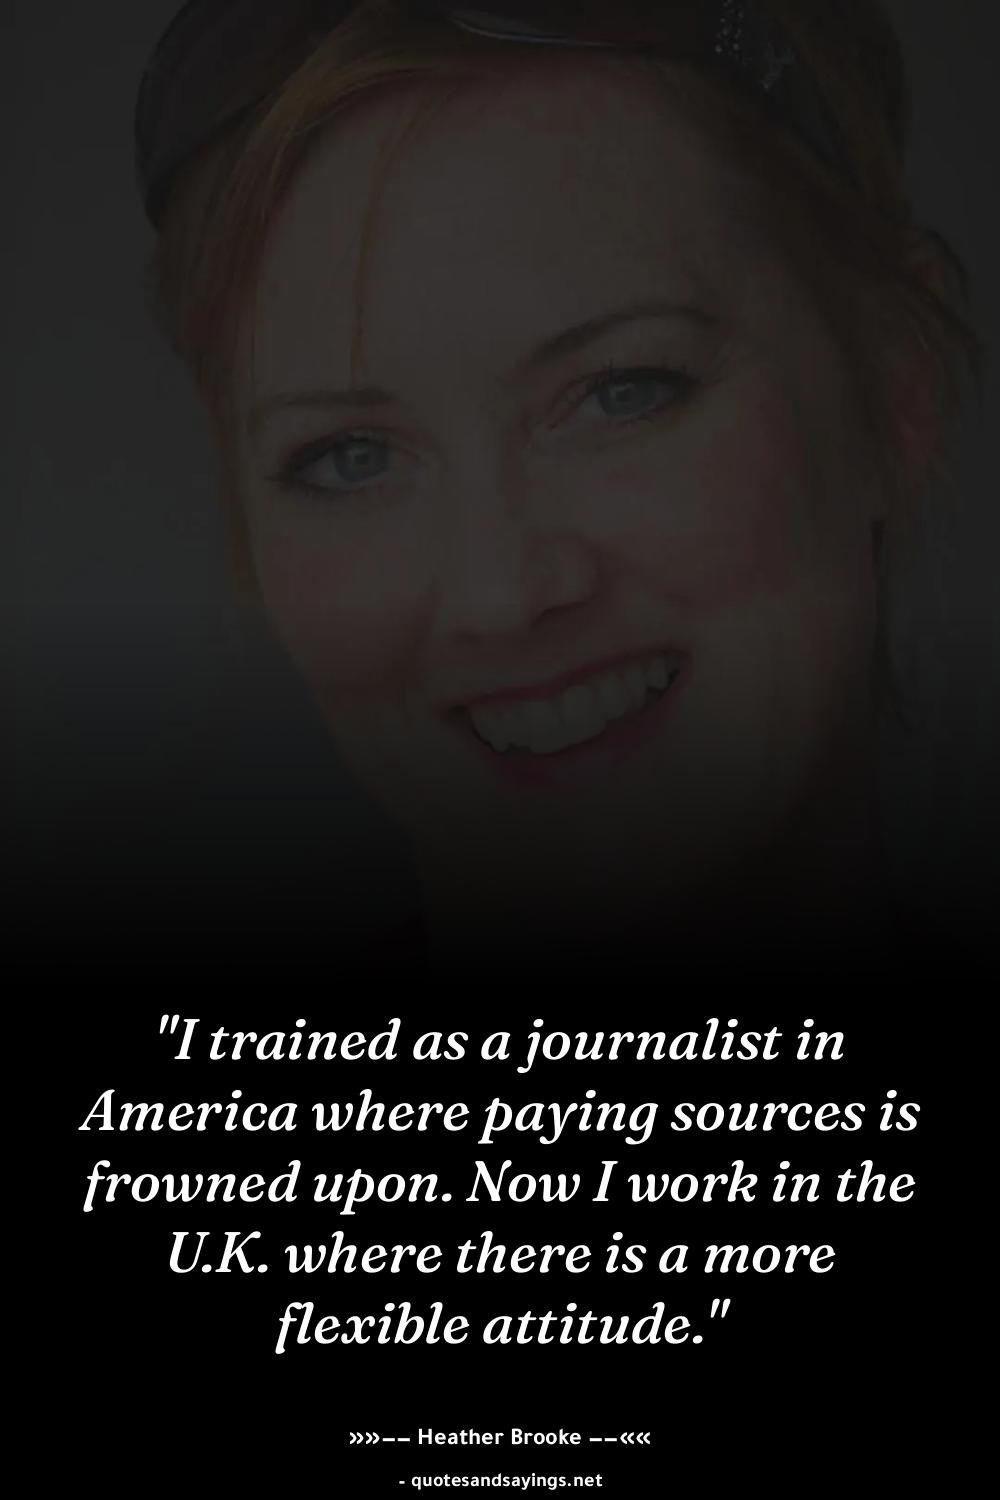 "I trained as a journalist in
America where paying sources is
frowned upon. Now I work in the
U.K. where there is a more
flexible attitude."
»»−− Heather Brooke −−««
- quotesandsayings.net